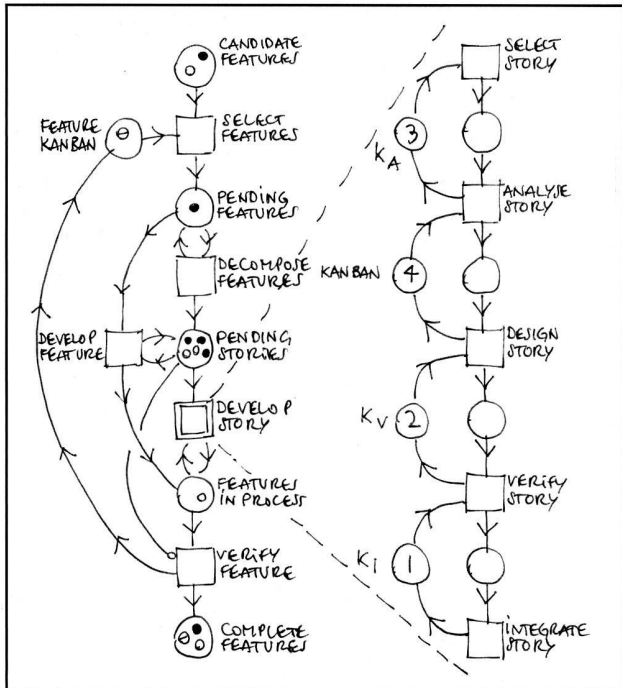 CANDIDATE
FEATURES
FEATURE
KANBAN
SELECT
FEATURES
PENDING
FEATURES
DECOMPOSE
FEATURES
DEVELOP
FEATURE
PENDING
STORIES
DEVELOP
STORY
FEATURES
IN PROCESS
VERIFY
FEATURE
COMPLETE
FEATURES
SELECT
STORY
3
KA
ANALYSE
STORY
KANBAN
4
DESIGN
STORY
KV
2
VERIFY
STORY
KI
1
INTEGRATE
STORY